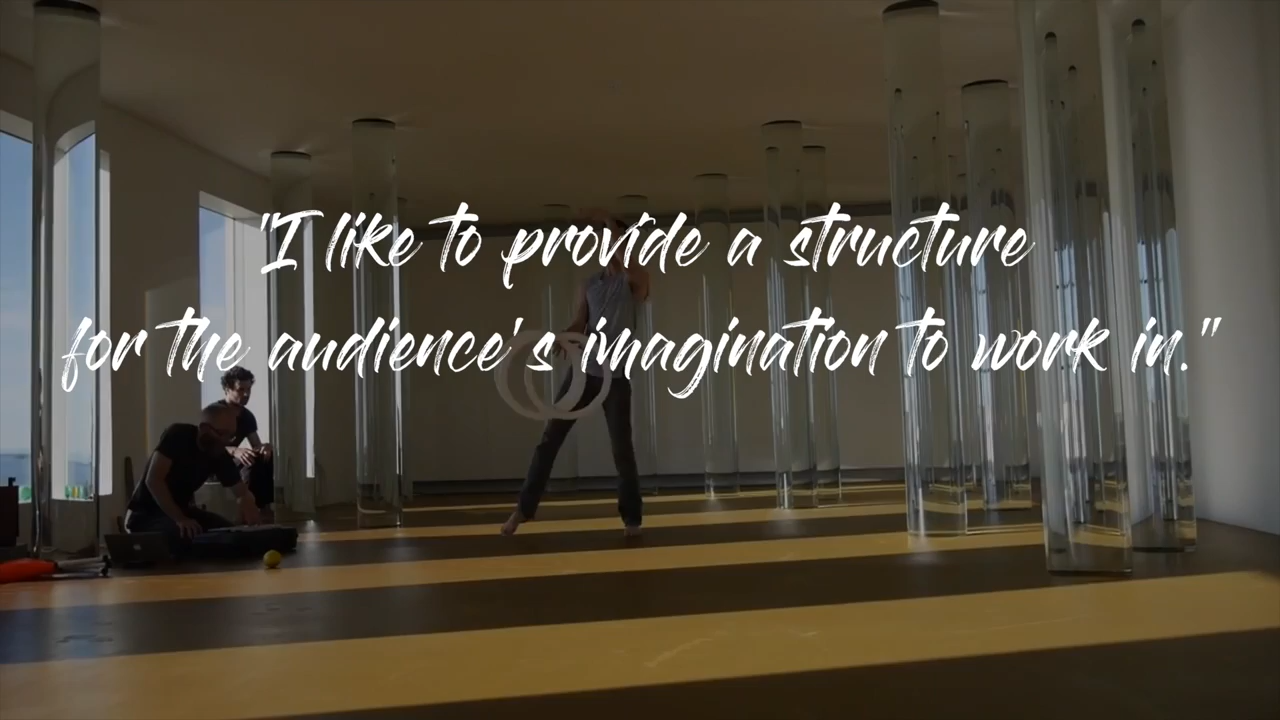 "I like to provide a structure
for the audience's imagination to work in."